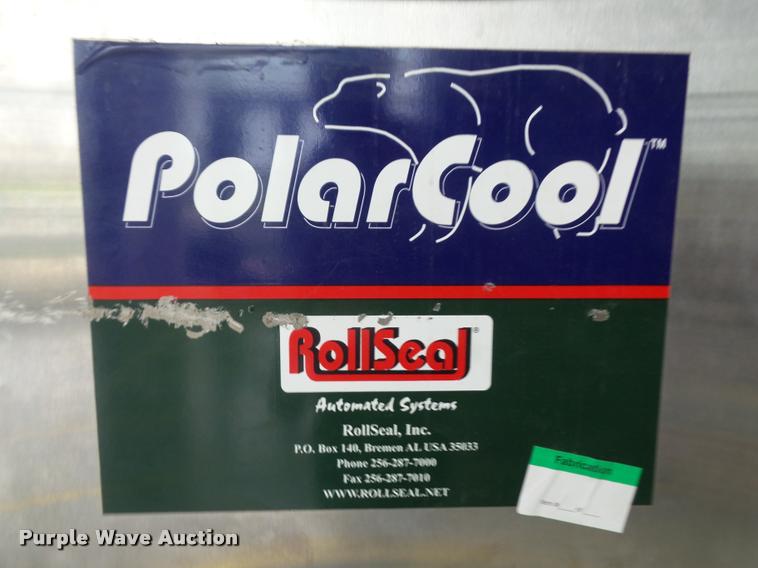 PolarCool™
RollSeal®
Automated Systems
RollSeal, Inc.
P.O. Box 140, Bremen AL USA 35033
Phone 256-287-7000
Fax 256-287-7010
WWW.ROLLSEAL.NET
Fabrication
Purple Wave Auction